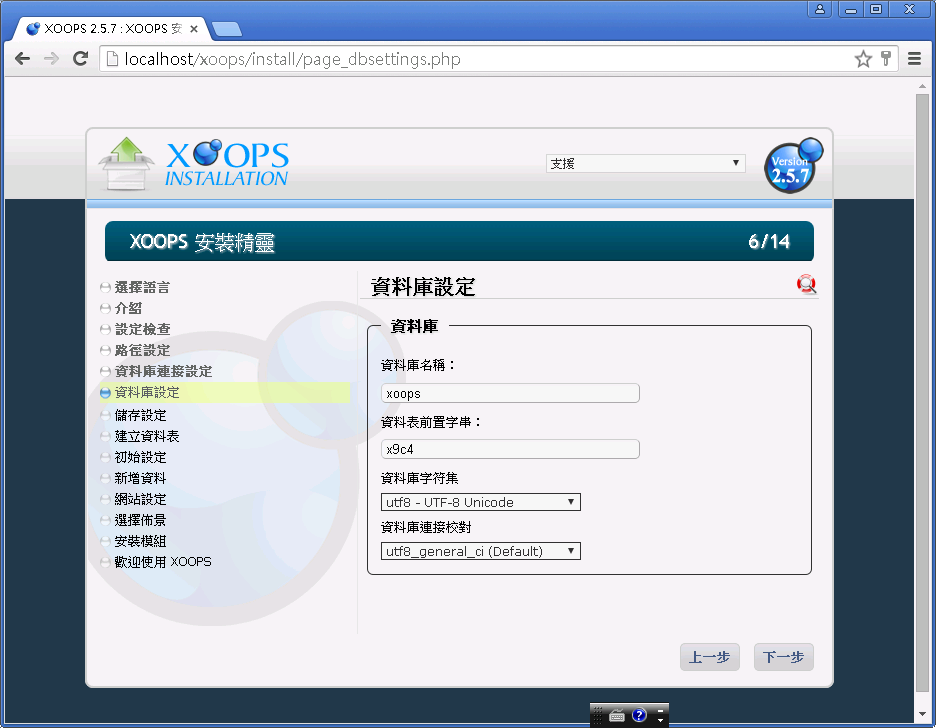 XOOPS 2.5.7 : XOOPS 安
localhost/xoops/install/page_dbsettings.php
XOOPS
INSTALLATION
支援
Version
2.5.7
XOOPS 安裝精靈
6/14
選擇語言
介紹
設定檢查
路徑設定
資料庫連接設定
資料庫設定
儲存設定
建立資料表
初始設定
新增資料
網站設定
選擇佈景
安裝模組
歡迎使用 XOOPS
資料庫設定
資料庫
資料庫名稱：
xoops
資料表前置字串：
x9c4
資料庫字符集
utf8 - UTF-8 Unicode
資料庫連接校對
utf8_general_ci (Default)
上一步
下一步